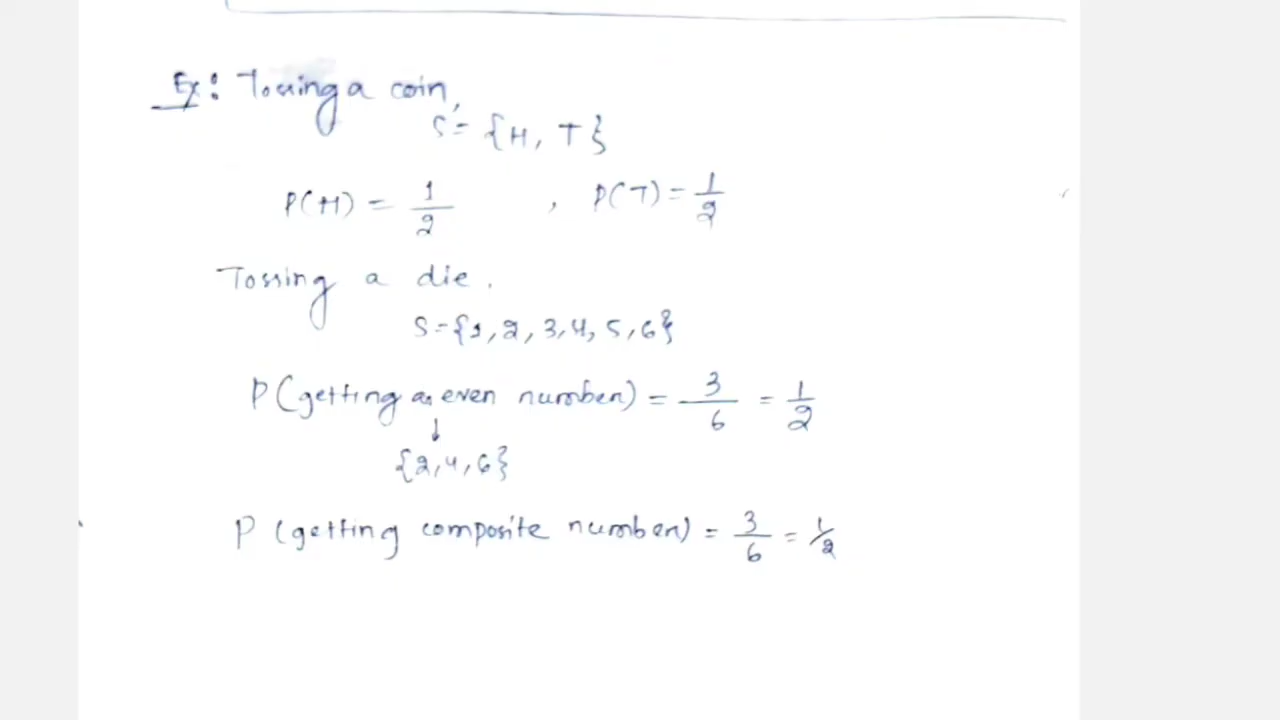 Ex: Tossing a coin,
S = {H, T}
P(H) = 1/2 , P(T) = 1/2
Tossing a die.
S = {1, 2, 3, 4, 5, 6}
P (getting an even number) = 3/6 = 1/2
↓
{2, 4, 6}
P (getting composite number) = 3/6 = 1/2